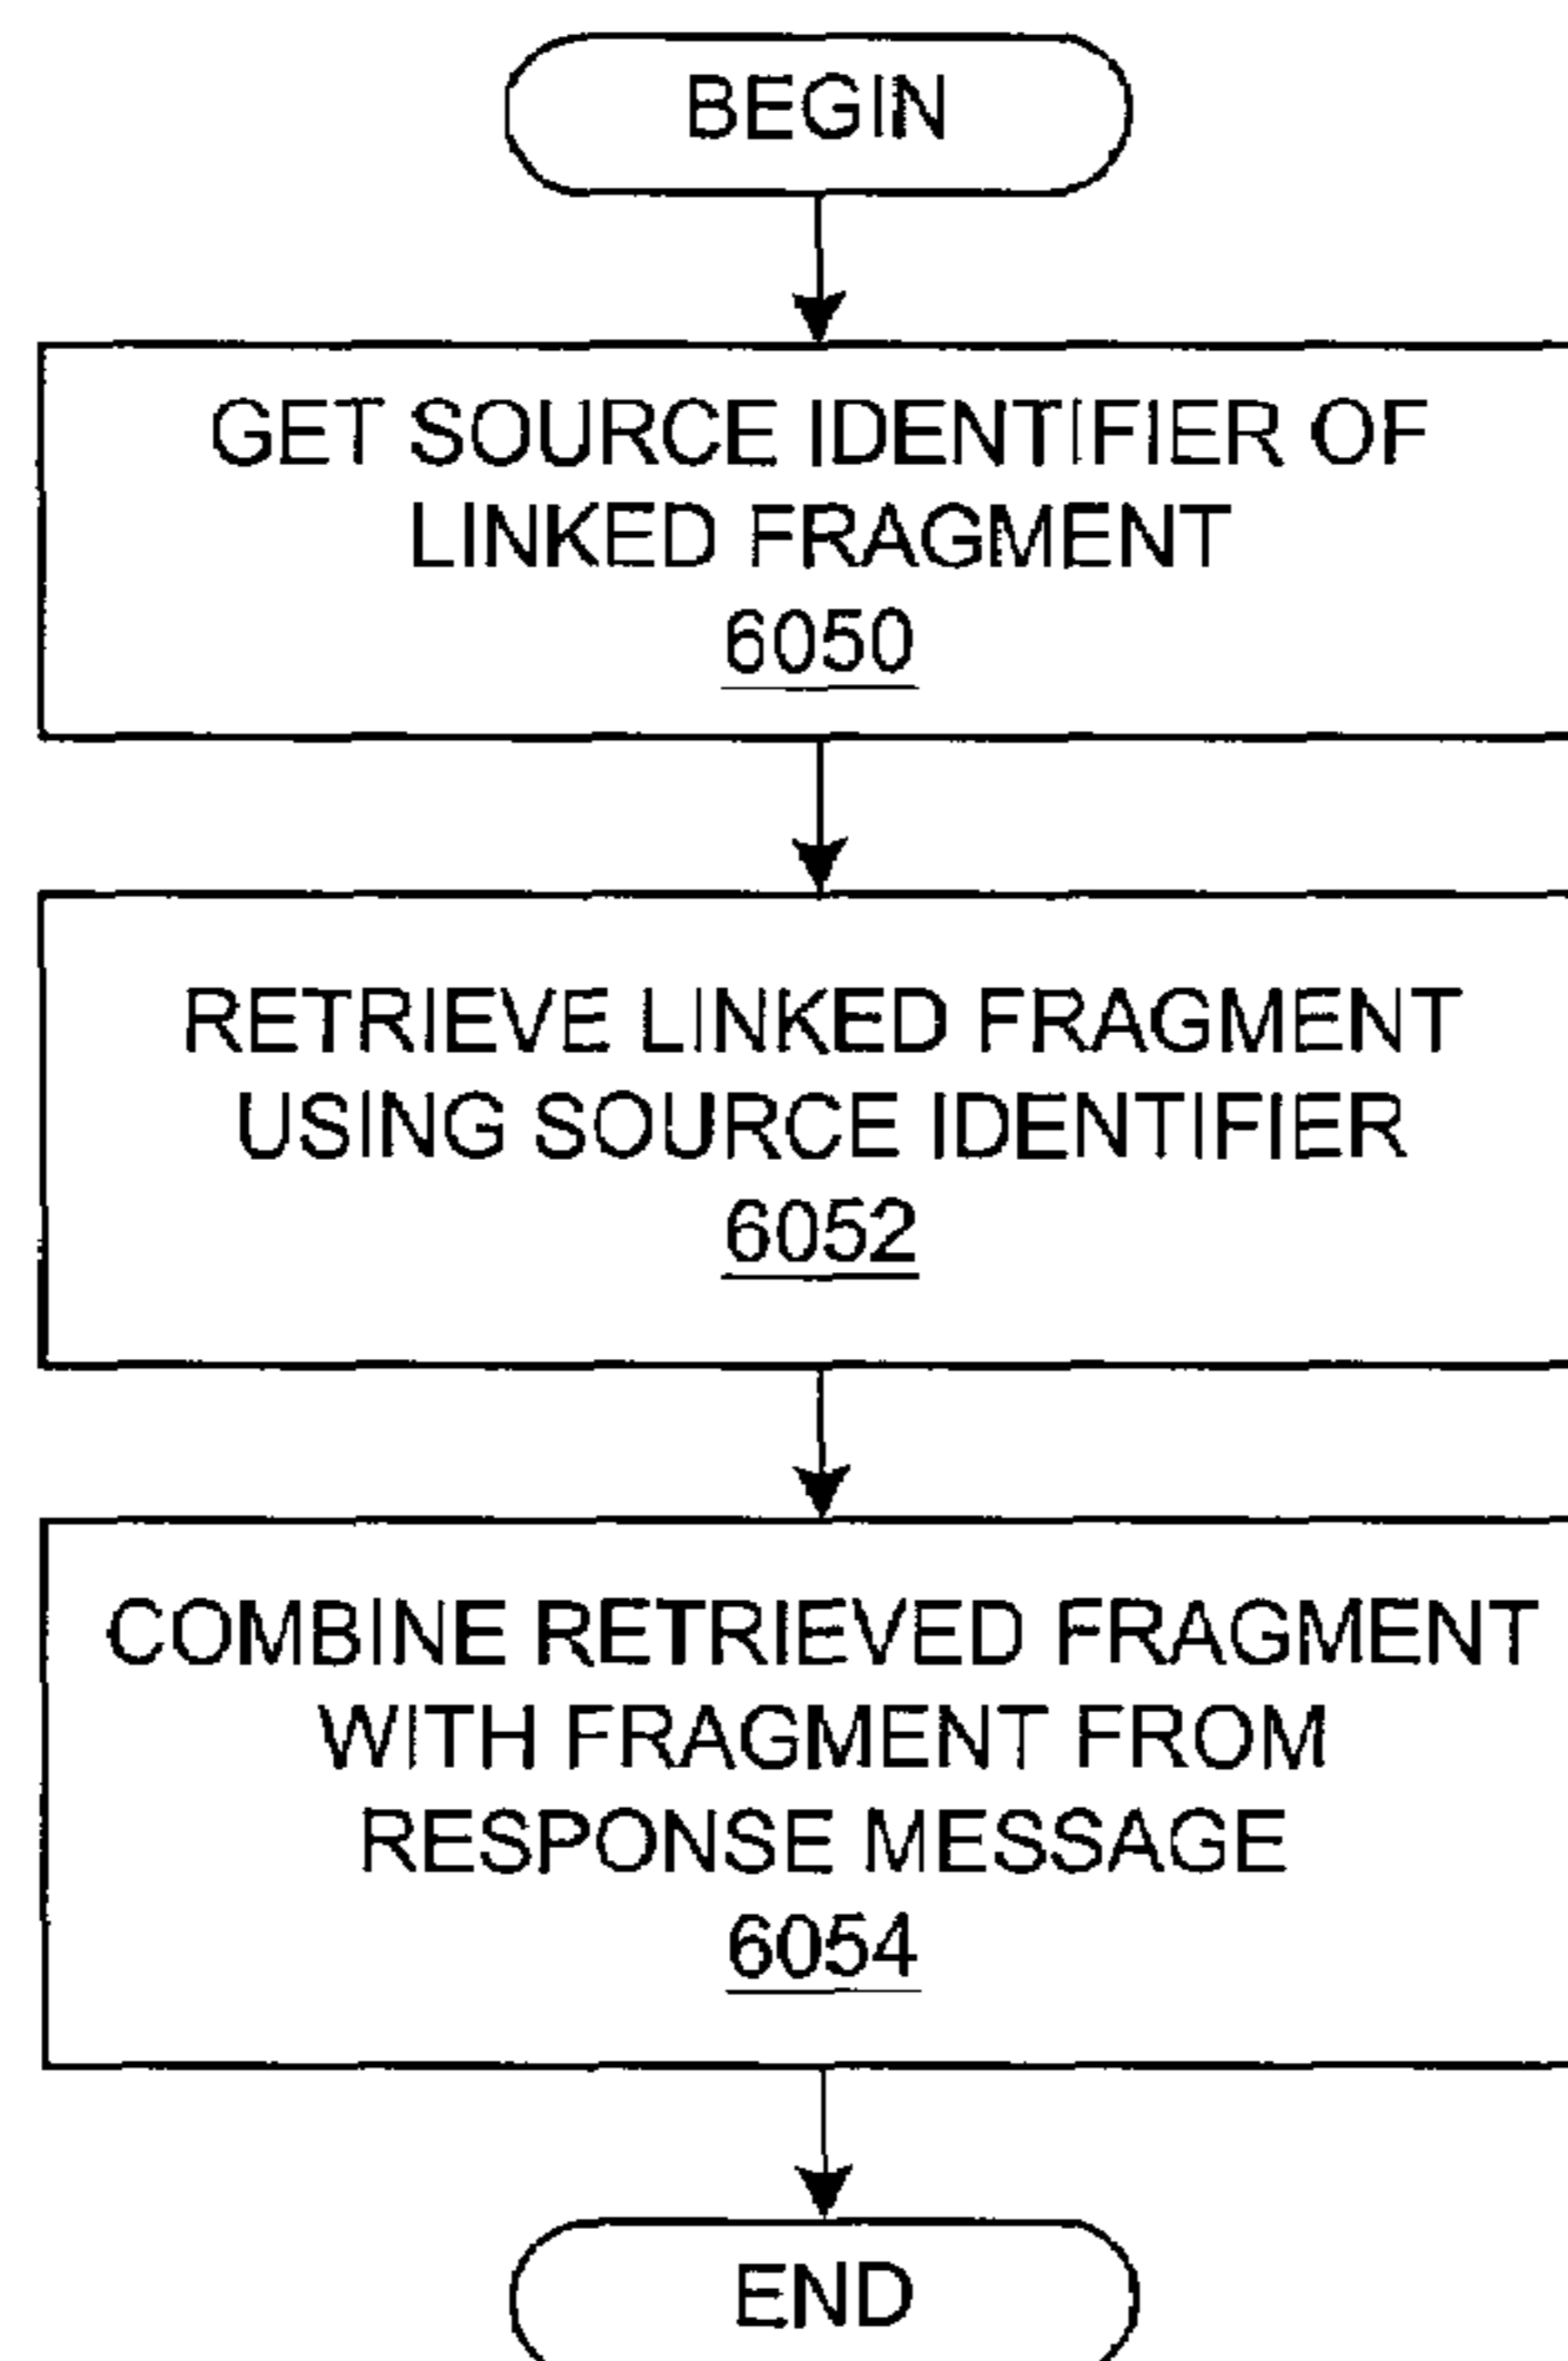 BEGIN
GET SOURCE IDENTIFIER OF
LINKED FRAGMENT
6050
RETRIEVE LINKED FRAGMENT
USING SOURCE IDENTIFIER
6052
COMBINE RETRIEVED FRAGMENT
WITH FRAGMENT FROM
RESPONSE MESSAGE
6054
END